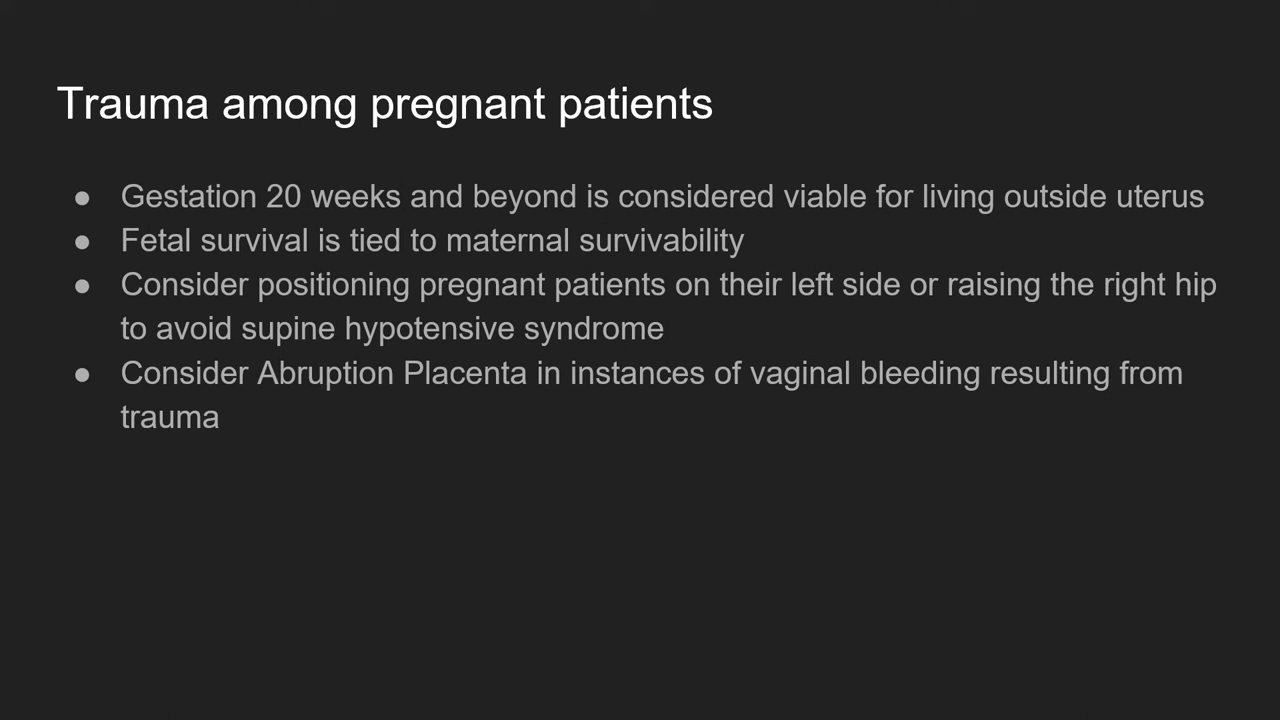 Trauma among pregnant patients
● Gestation 20 weeks and beyond is considered viable for living outside uterus
● Fetal survival is tied to maternal survivability
● Consider positioning pregnant patients on their left side or raising the right hip
to avoid supine hypotensive syndrome
● Consider Abruption Placenta in instances of vaginal bleeding resulting from
trauma